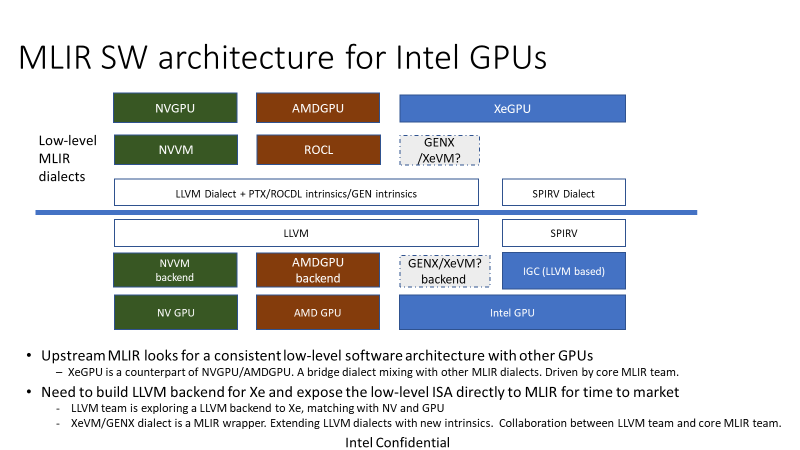 MLIR SW architecture for Intel GPUs
NVGPU
AMDGPU
XeGPU
Low-level
MLIR
dialects
NVVM
ROCL
GENX
/XeVM?
LLVM Dialect + PTX/ROCDL intrinsics/GEN intrinsics
SPIRV Dialect
LLVM
SPIRV
NVVM
backend
AMDGPU
backend
GENX/XeVM?
backend
IGC (LLVM based)
NV GPU
AMD GPU
Intel GPU
• Upstream MLIR looks for a consistent low-level software architecture with other GPUs
– XeGPU is a counterpart of NVGPU/AMDGPU. A bridge dialect mixing with other MLIR dialects. Driven by core MLIR team.
• Need to build LLVM backend for Xe and expose the low-level ISA directly to MLIR for time to market
- LLVM team is exploring a LLVM backend to Xe, matching with NV and GPU
- XeVM/GENX dialect is a MLIR wrapper. Extending LLVM dialects with new intrinsics. Collaboration between LLVM team and core MLIR team.
Intel Confidential